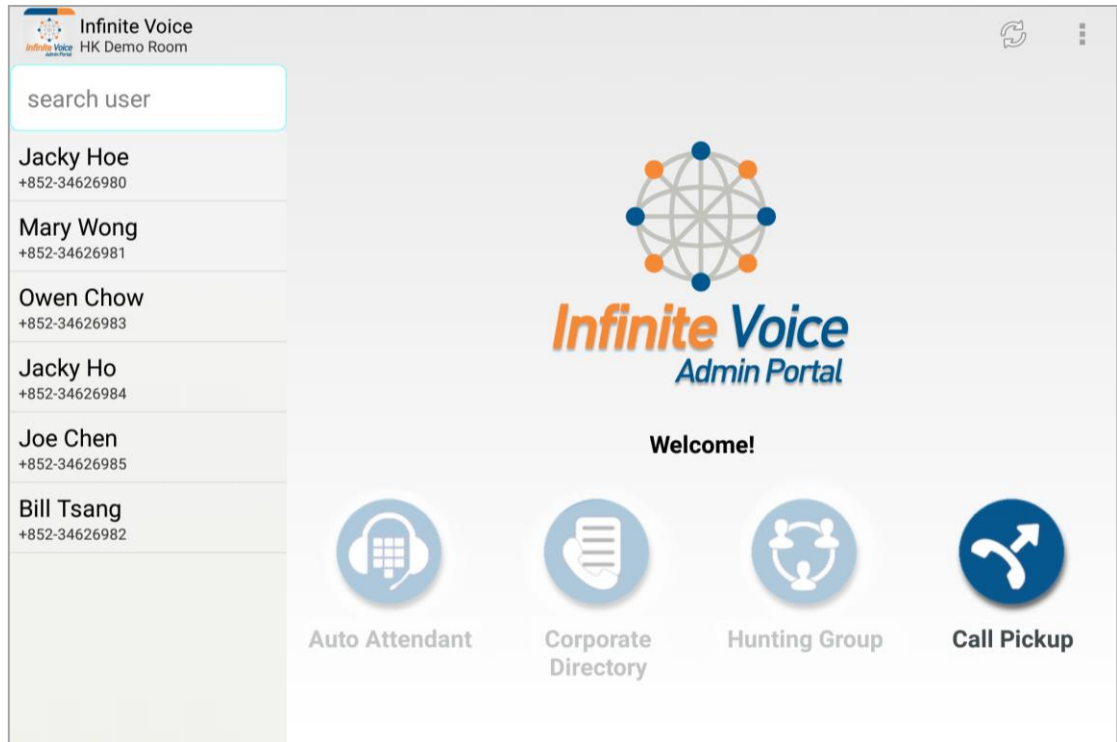 Infinite Voice
HK Demo Room
Infinite Voice
Admin Portal
search user
Jacky Hoe
+852-34626980
Mary Wong
+852-34626981
Owen Chow
+852-34626983
Jacky Ho
+852-34626984
Joe Chen
+852-34626985
Bill Tsang
+852-34626982
Infinite Voice
Admin Portal
Welcome!
Auto Attendant
Corporate
Directory
Hunting Group
Call Pickup